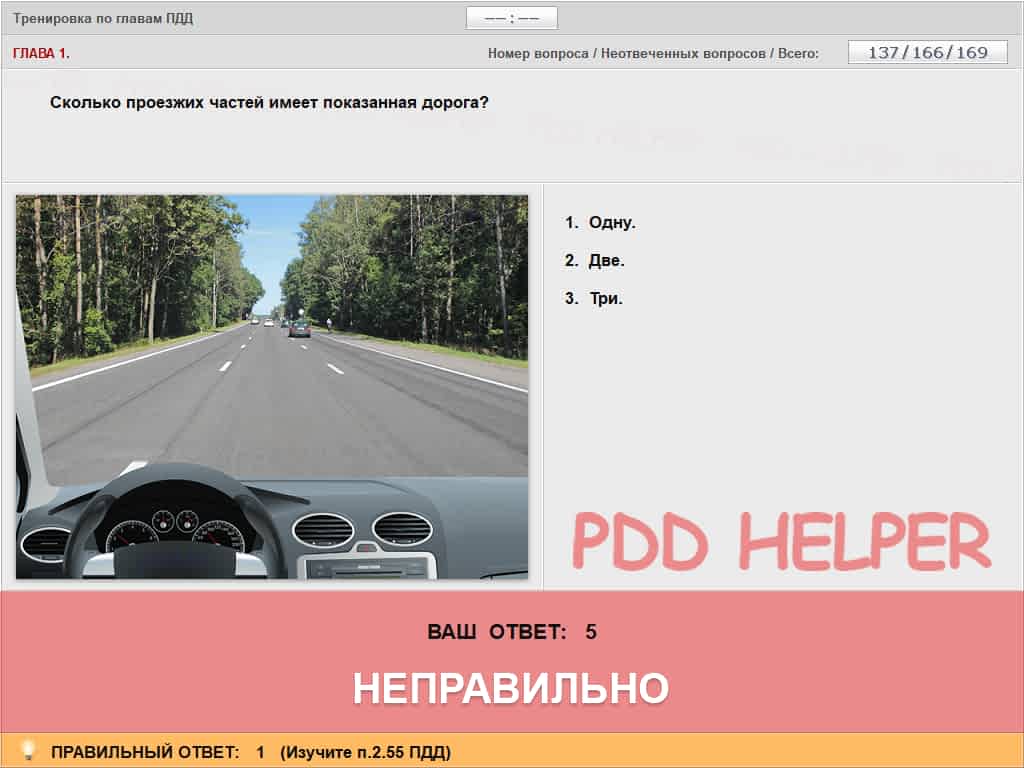 Тренировка по главам ПДД
—— : ——
ГЛАВА 1.
Номер вопроса / Неотвеченных вопросов / Всего:
137/166/169
Сколько проезжих частей имеет показанная дорога?
1. Одну.
2. Две.
3. Три.
PDD HELPER
ВАШ ОТВЕТ: 5
НЕПРАВИЛЬНО
ПРАВИЛЬНЫЙ ОТВЕТ: 1 (Изучите п.2.55 ПДД)